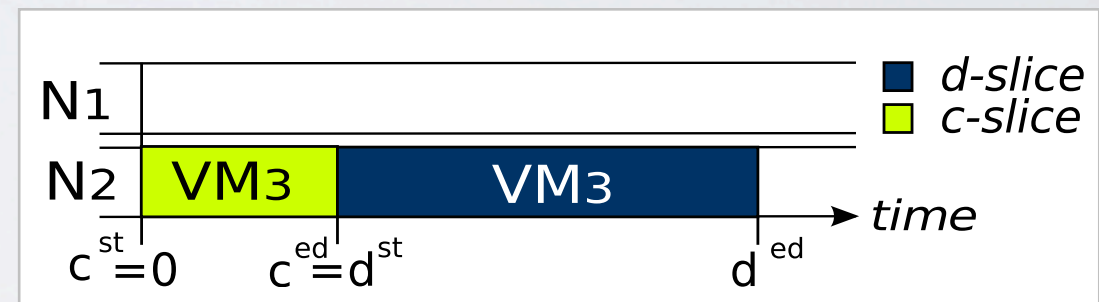 N1
d-slice
c-slice
N2 VM3 VM3
time
c^st=0 c^ed=d^st d^ed